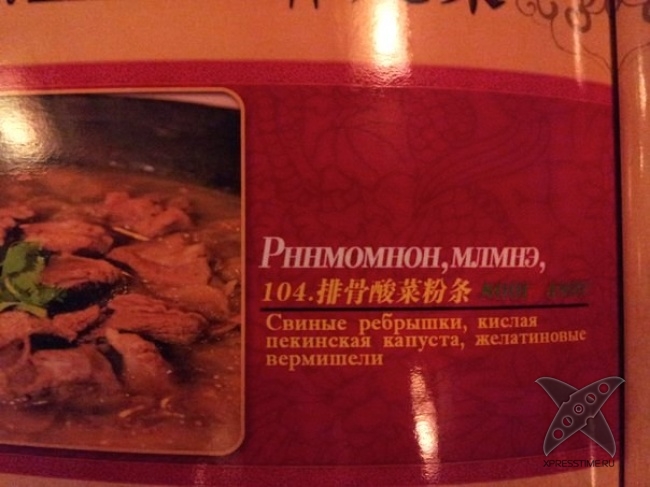 Рннмомнон, млмнэ,
104.排骨酸菜粉条
Свиные ребрышки, кислая
пекинская капуста, желатиновые
вермишели
XPRESSTIME.RU